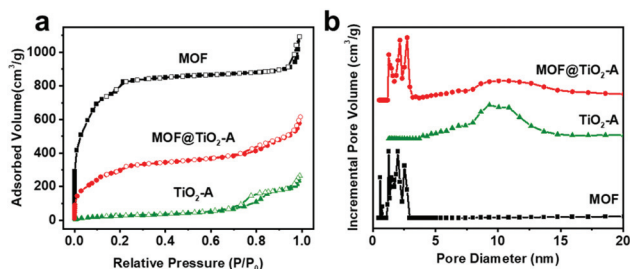 a
Adsorbed Volume(cm³/g)
1000
800
600
400
200
0
MOF
MOF@TiO₂-A
TiO₂-A
0.0 0.2 0.4 0.6 0.8 1.0
Relative Pressure (P/P₀)
b
Incremental Pore Volume (cm³/g)
MOF@TiO₂-A
TiO₂-A
MOF
0 5 10 15 20
Pore Diameter (nm)